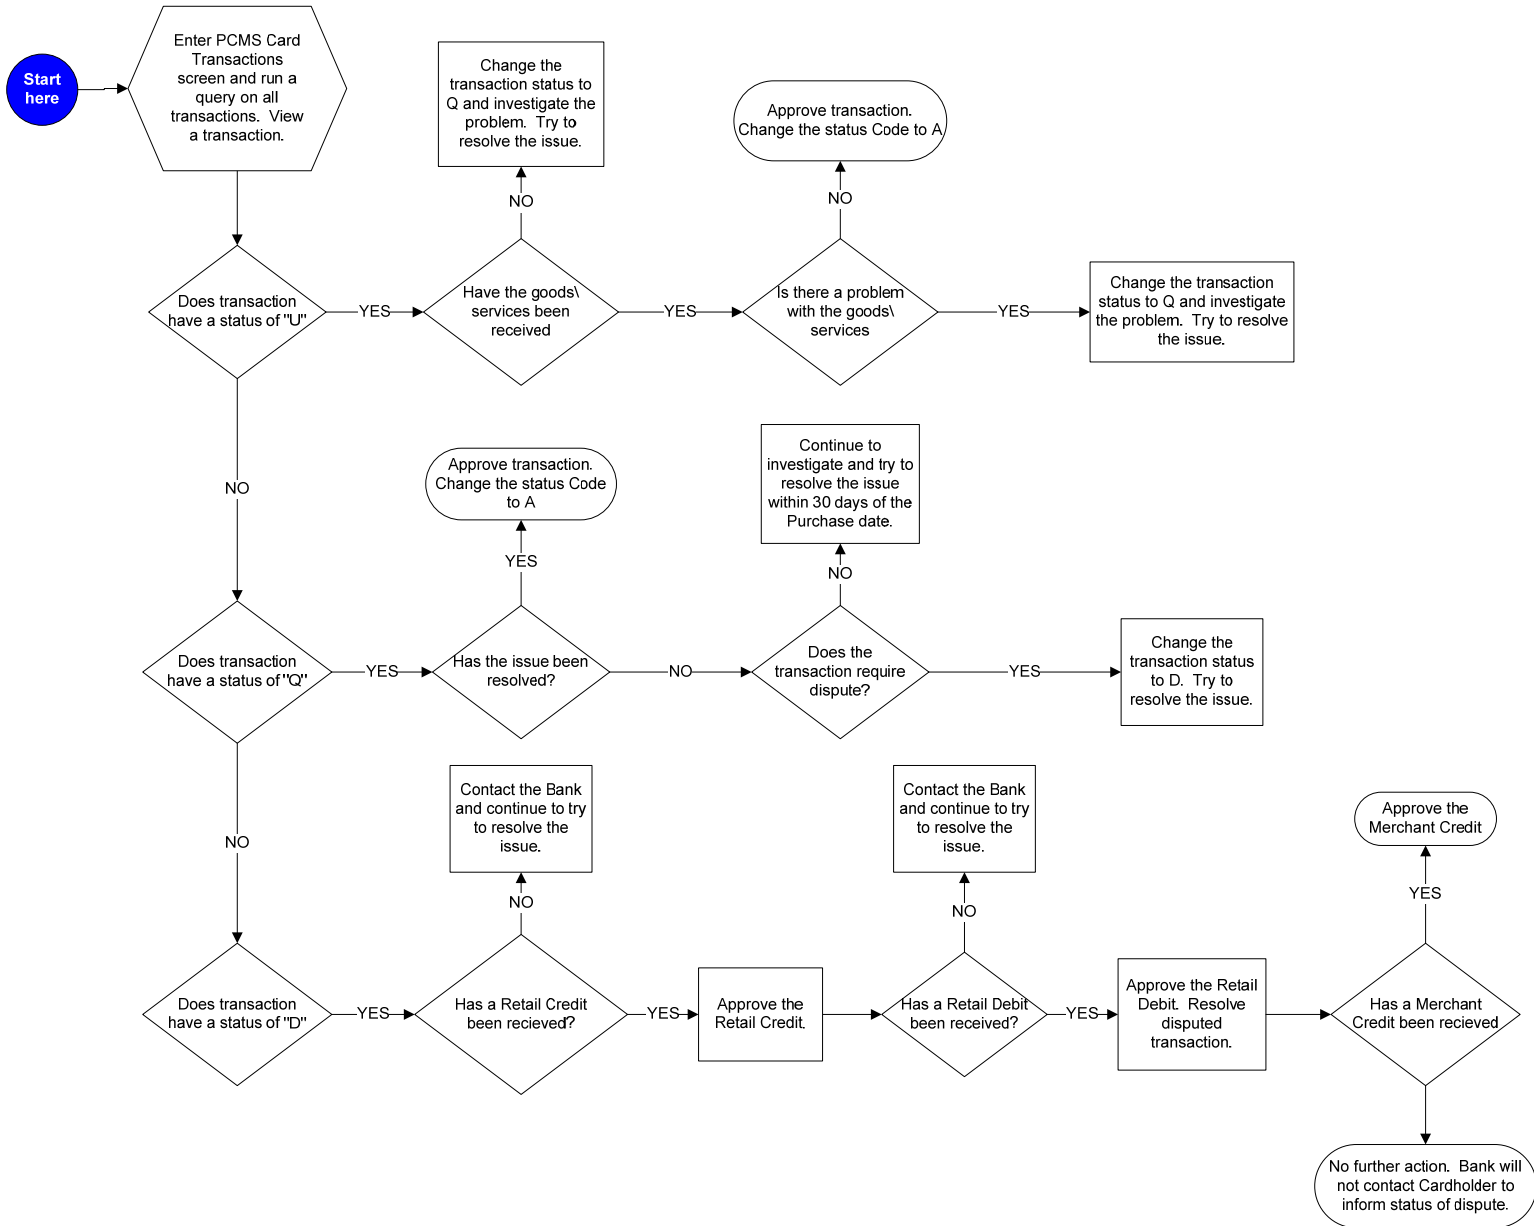 Start
here
Enter PCMS Card
Transactions
screen and run a
query on all
transactions.  View
a transaction.
Change the
transaction status to
Q and investigate the
problem.  Try to
resolve the issue.
Approve transaction.
Change the status Code to A
NO
NO
Does transaction
have a status of "U"
YES
Have the goods\
services been
received
YES
Is there a problem
with the goods\
services
YES
Change the transaction
status to Q and investigate
the problem.  Try to resolve
the issue.
NO
Approve transaction.
Change the status Code
to A
Continue to
investigate and try to
resolve the issue
within 30 days of the
Purchase date.
YES
NO
Does transaction
have a status of "Q"
YES
Has the issue been
resolved?
NO
Does the
transaction require
dispute?
YES
Change the
transaction status
to D.  Try to
resolve the issue.
NO
Contact the Bank
and continue to try
to resolve the
issue.
Contact the Bank
and continue to try
to resolve the
issue.
Approve the
Merchant Credit
NO
NO
YES
Does transaction
have a status of "D"
YES
Has a Retail Credit
been recieved?
YES
Approve the
Retail Credit.
Has a Retail Debit
been received?
YES
Approve the Retail
Debit.  Resolve
disputed
transaction.
Has a Merchant
Credit been recieved
No further action.  Bank will
not contact Cardholder to
inform status of dispute.